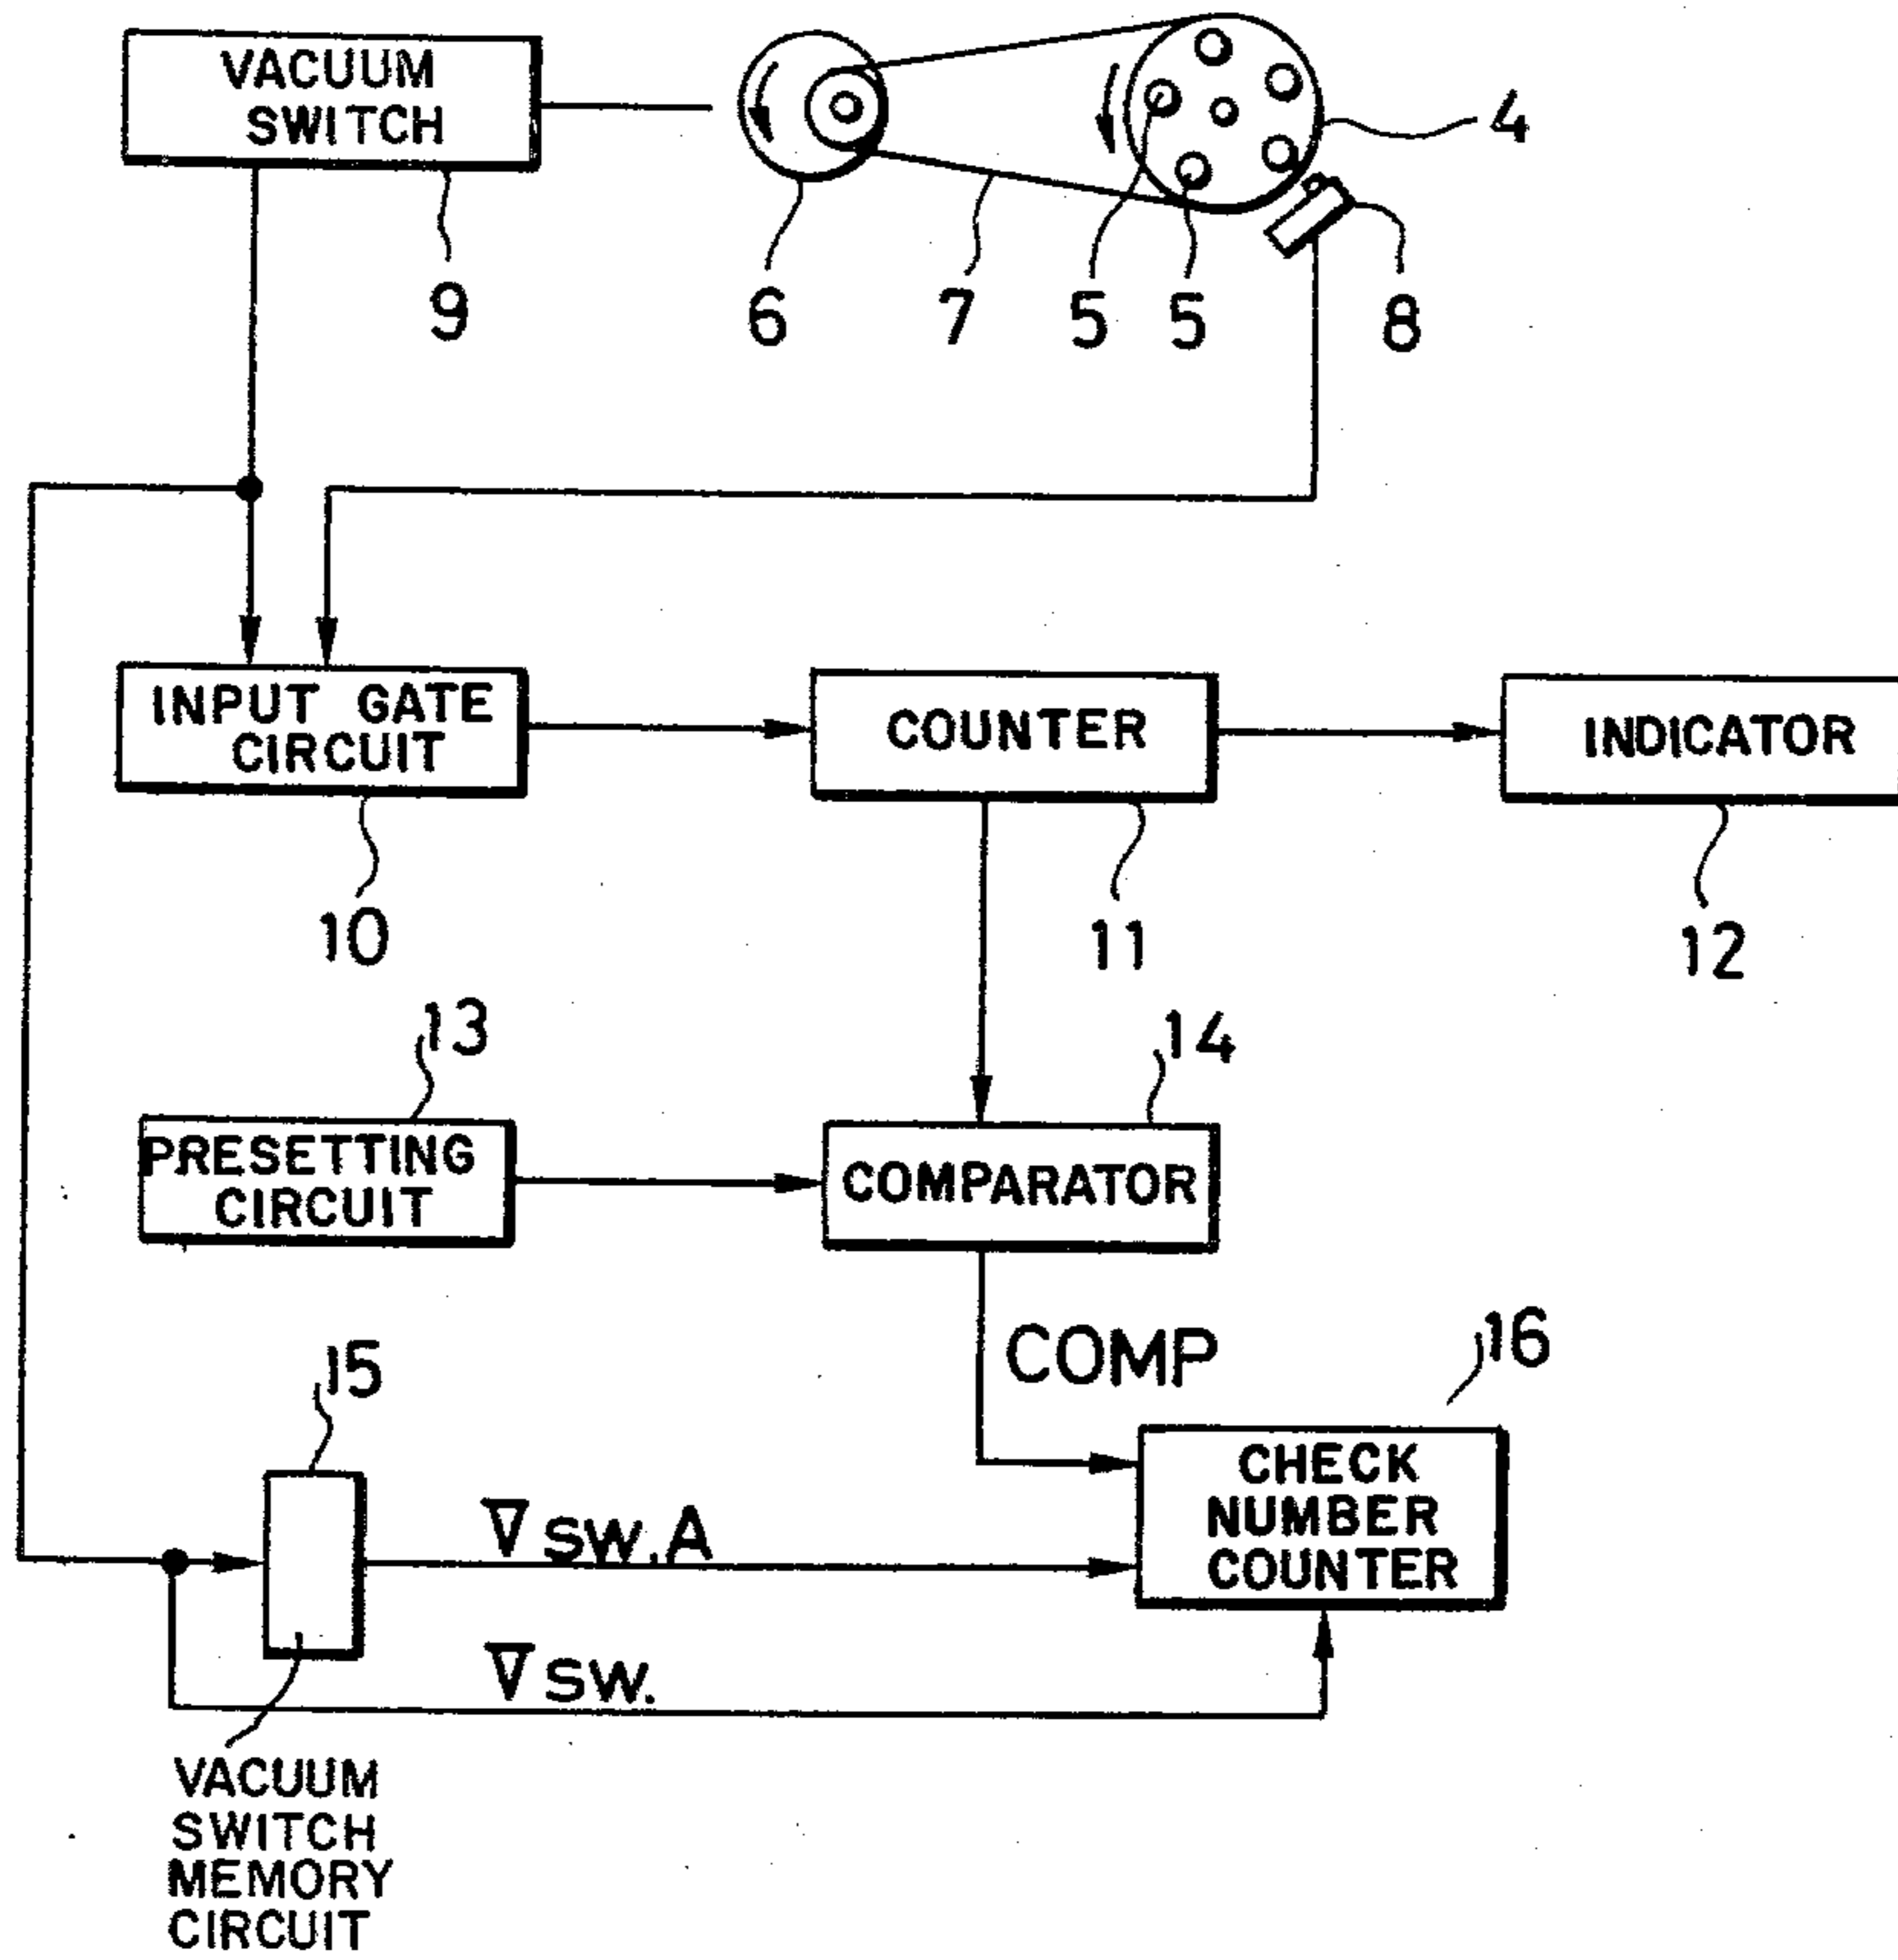 VACUUM
SWITCH
4
9
6
7
5
5
8
INPUT GATE
CIRCUIT
COUNTER
INDICATOR
10
11
12
13
14
PRESETTING
CIRCUIT
COMPARATOR
COMP
16
15
CHECK
NUMBER
COUNTER
V̅SW.A
V̅SW.
VACUUM
SWITCH
MEMORY
CIRCUIT